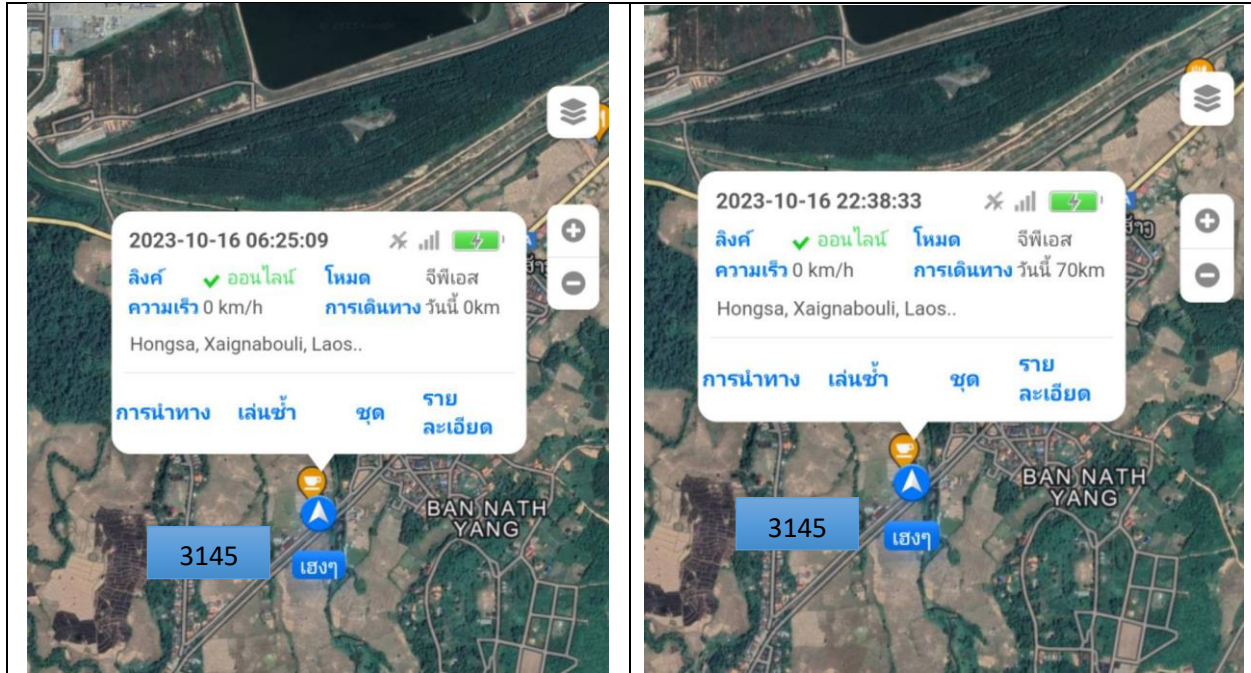 2023-10-16 06:25:09
ลิงค์ ออนไลน์ โหมด จีพีเอส
ความเร็ว 0 km/h การเดินทาง วันนี้ 0km
Hongsa, Xaignabouli, Laos..
การนำทาง เล่นซ้ำ ชุด ราย
ละเอียด
BAN NATH
YANG
3145
เฮงๆ
2023-10-16 22:38:33
ลิงค์ ออนไลน์ โหมด จีพีเอส
ความเร็ว 0 km/h การเดินทาง วันนี้ 70km
Hongsa, Xaignabouli, Laos..
การนำทาง เล่นซ้ำ ชุด ราย
ละเอียด
BAN NATH
YANG
3145
เฮงๆ